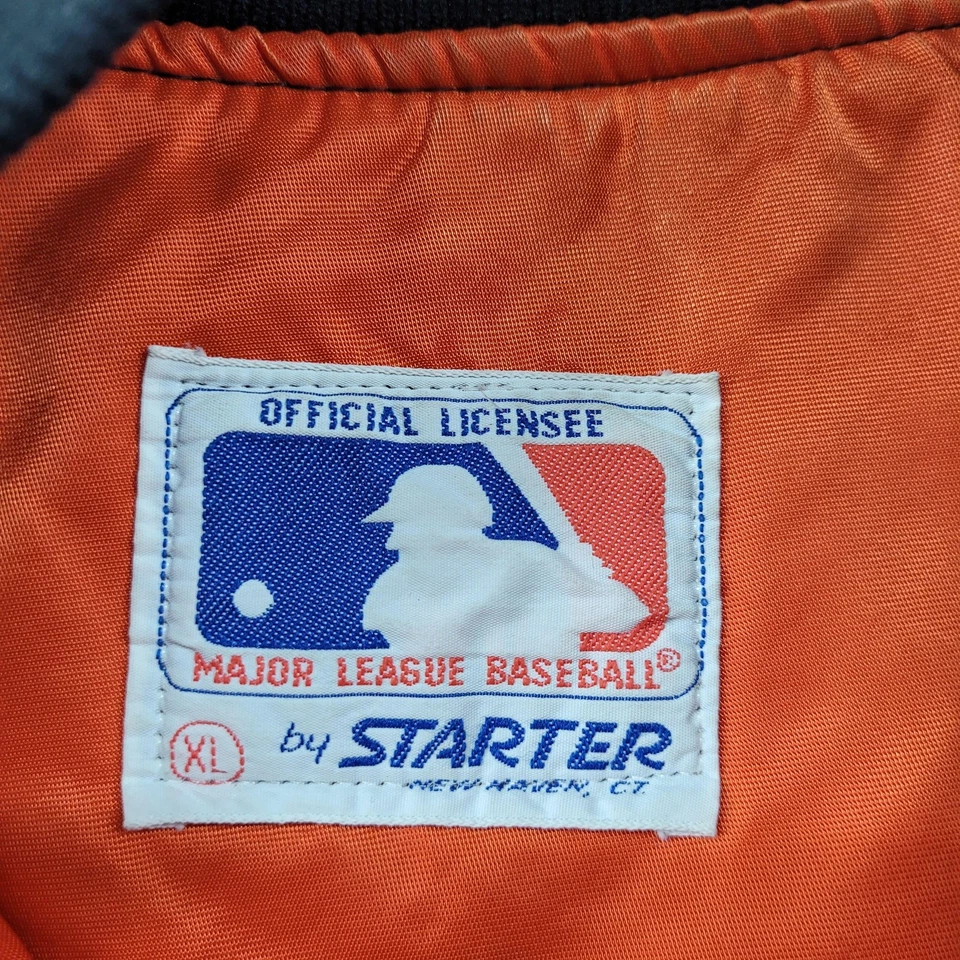 OFFICIAL LICENSEE
MAJOR LEAGUE BASEBALL®
XL
by STARTER
NEW HAVEN, CT